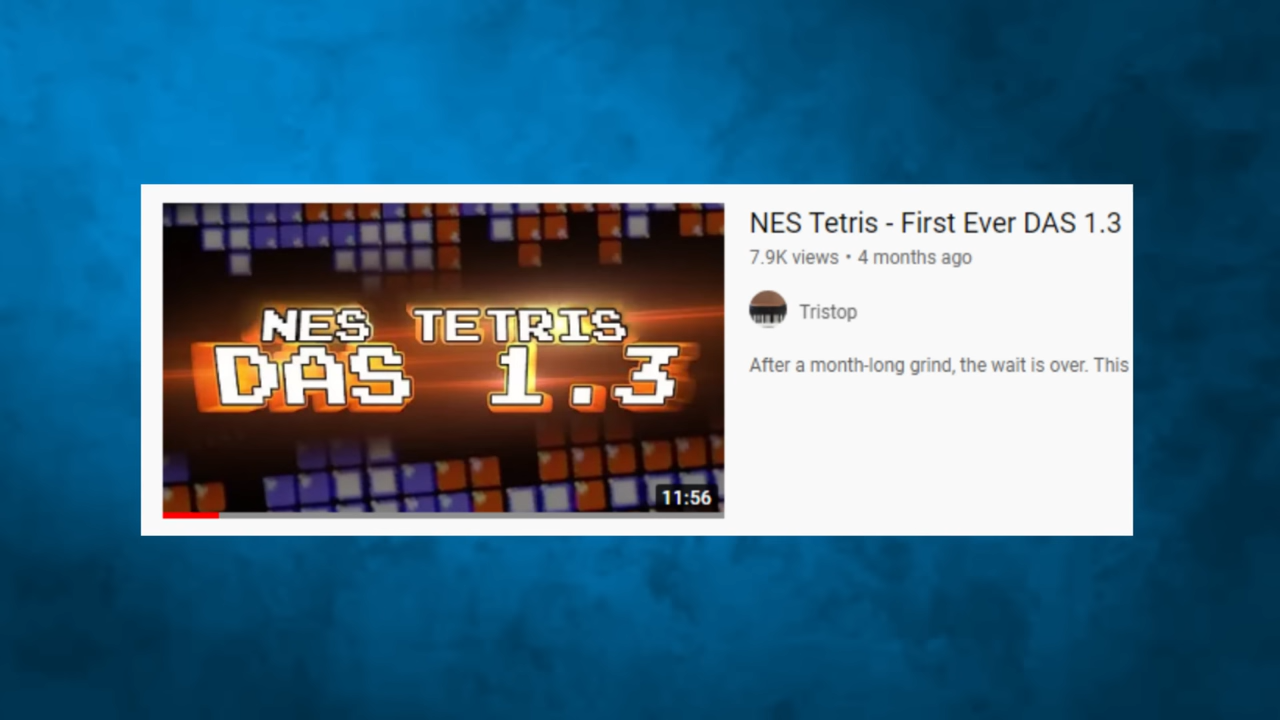 NES TETRIS
DAS 1.3
11:56
NES Tetris - First Ever DAS 1.3
7.9K views • 4 months ago
Tristop
After a month-long grind, the wait is over. This